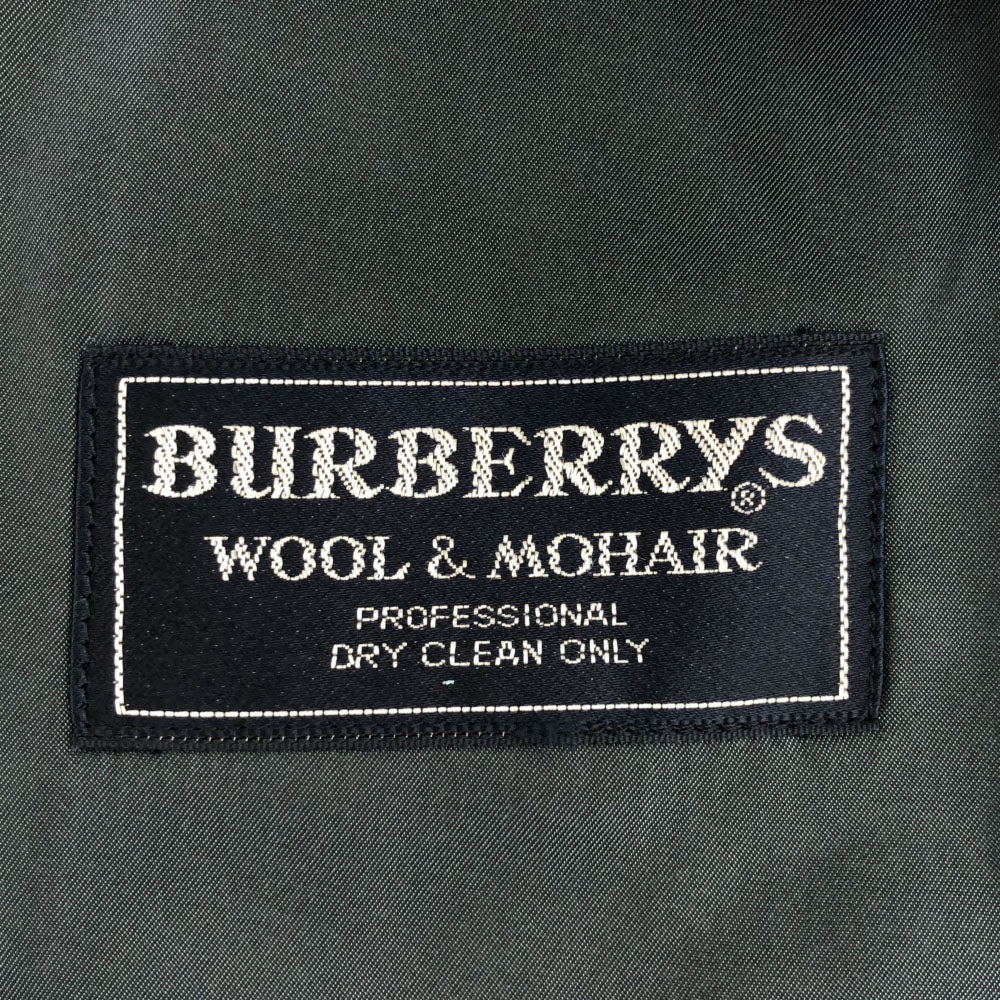 BURBERRYS®
WOOL & MOHAIR
PROFESSIONAL
DRY CLEAN ONLY